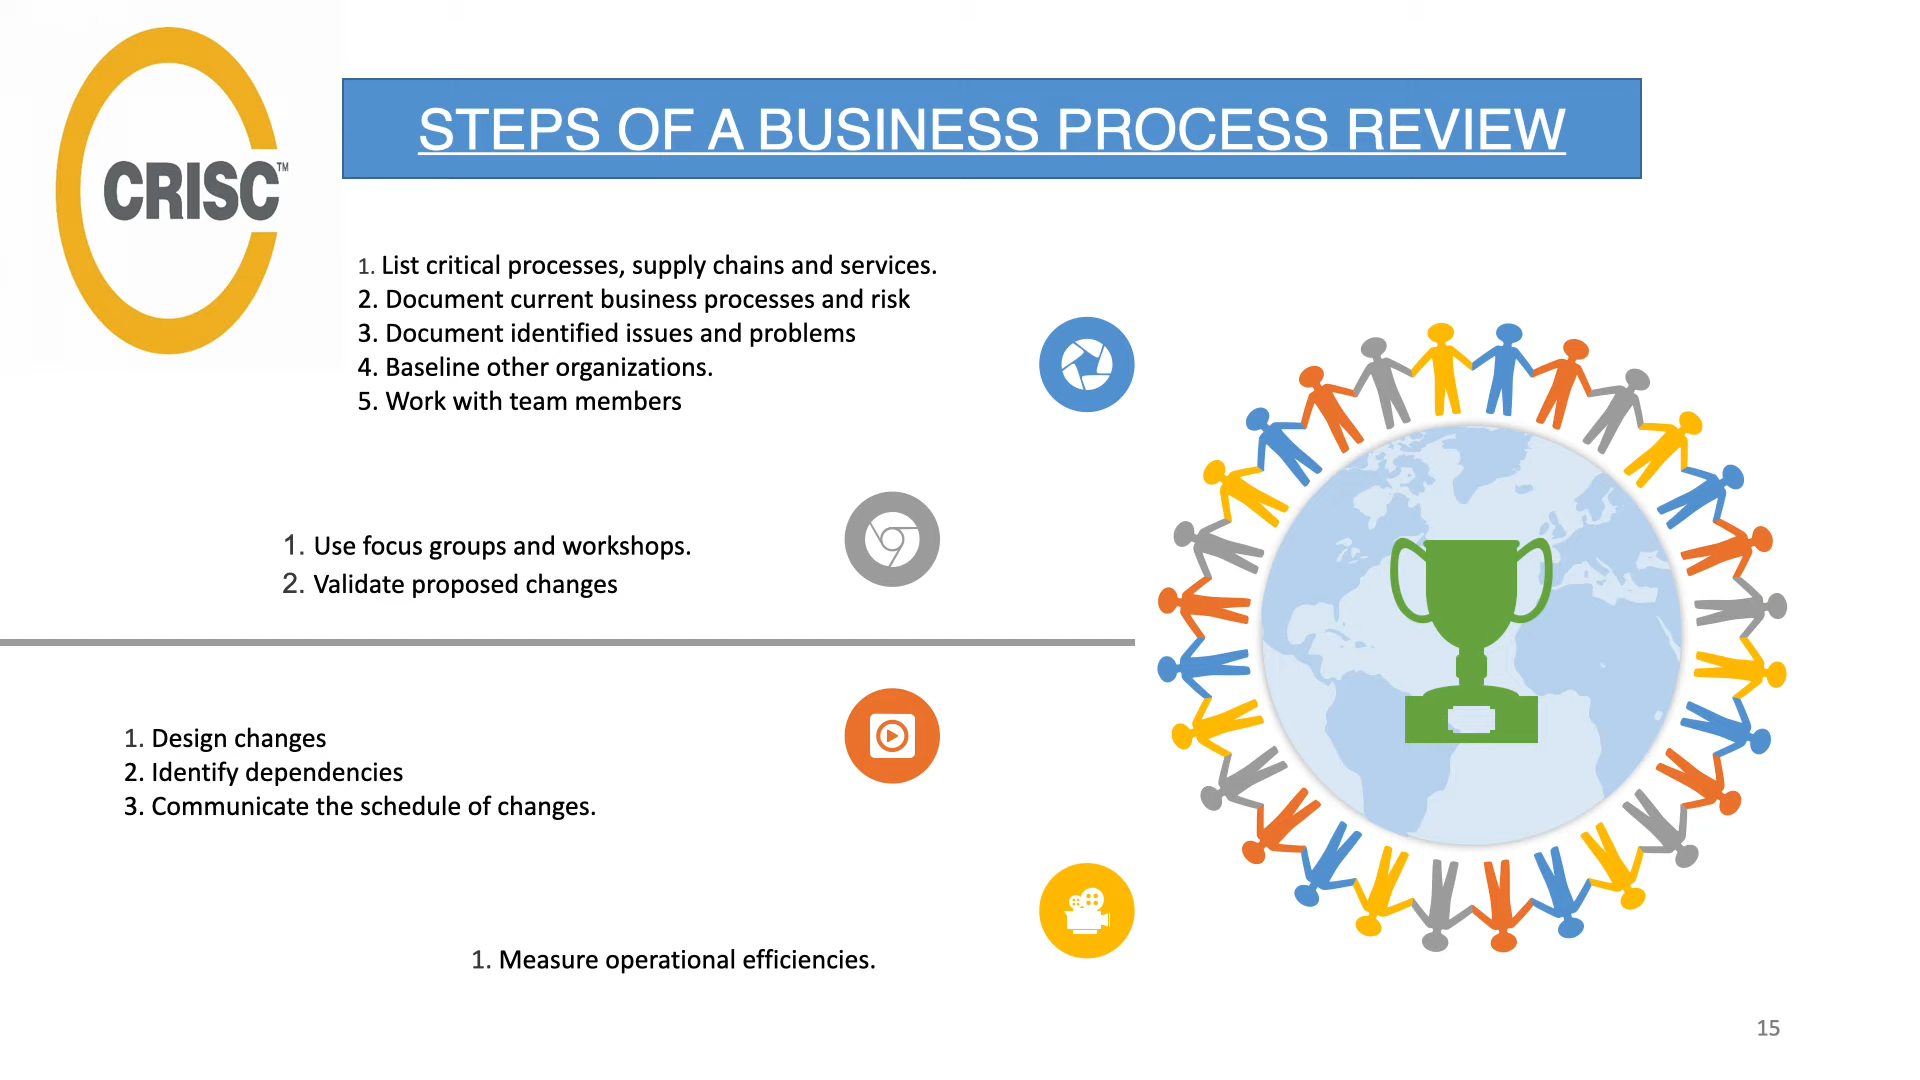 CRISC™
STEPS OF A BUSINESS PROCESS REVIEW
1. List critical processes, supply chains and services.
2. Document current business processes and risk
3. Document identified issues and problems
4. Baseline other organizations.
5. Work with team members
1. Use focus groups and workshops.
2. Validate proposed changes
1. Design changes
2. Identify dependencies
3. Communicate the schedule of changes.
1. Measure operational efficiencies.
15